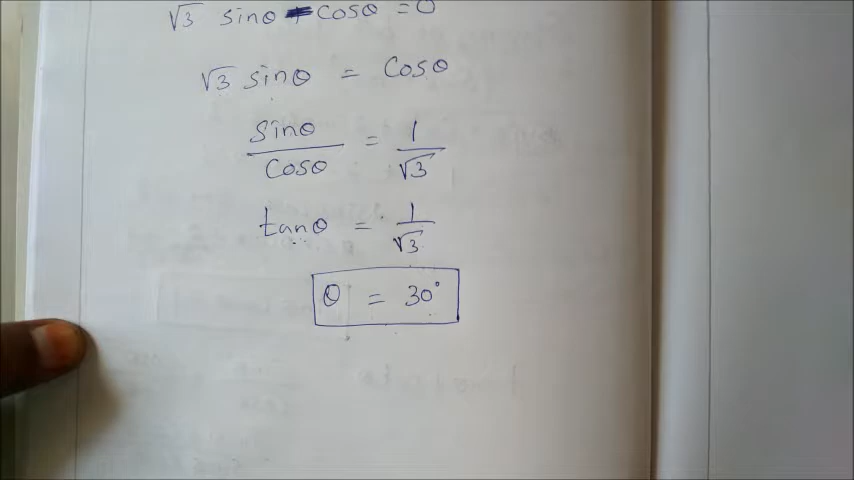 √3 sinθ - cosθ = 0
√3 sinθ = cosθ
sinθ / cosθ = 1 / √3
tanθ = 1 / √3
θ = 30°